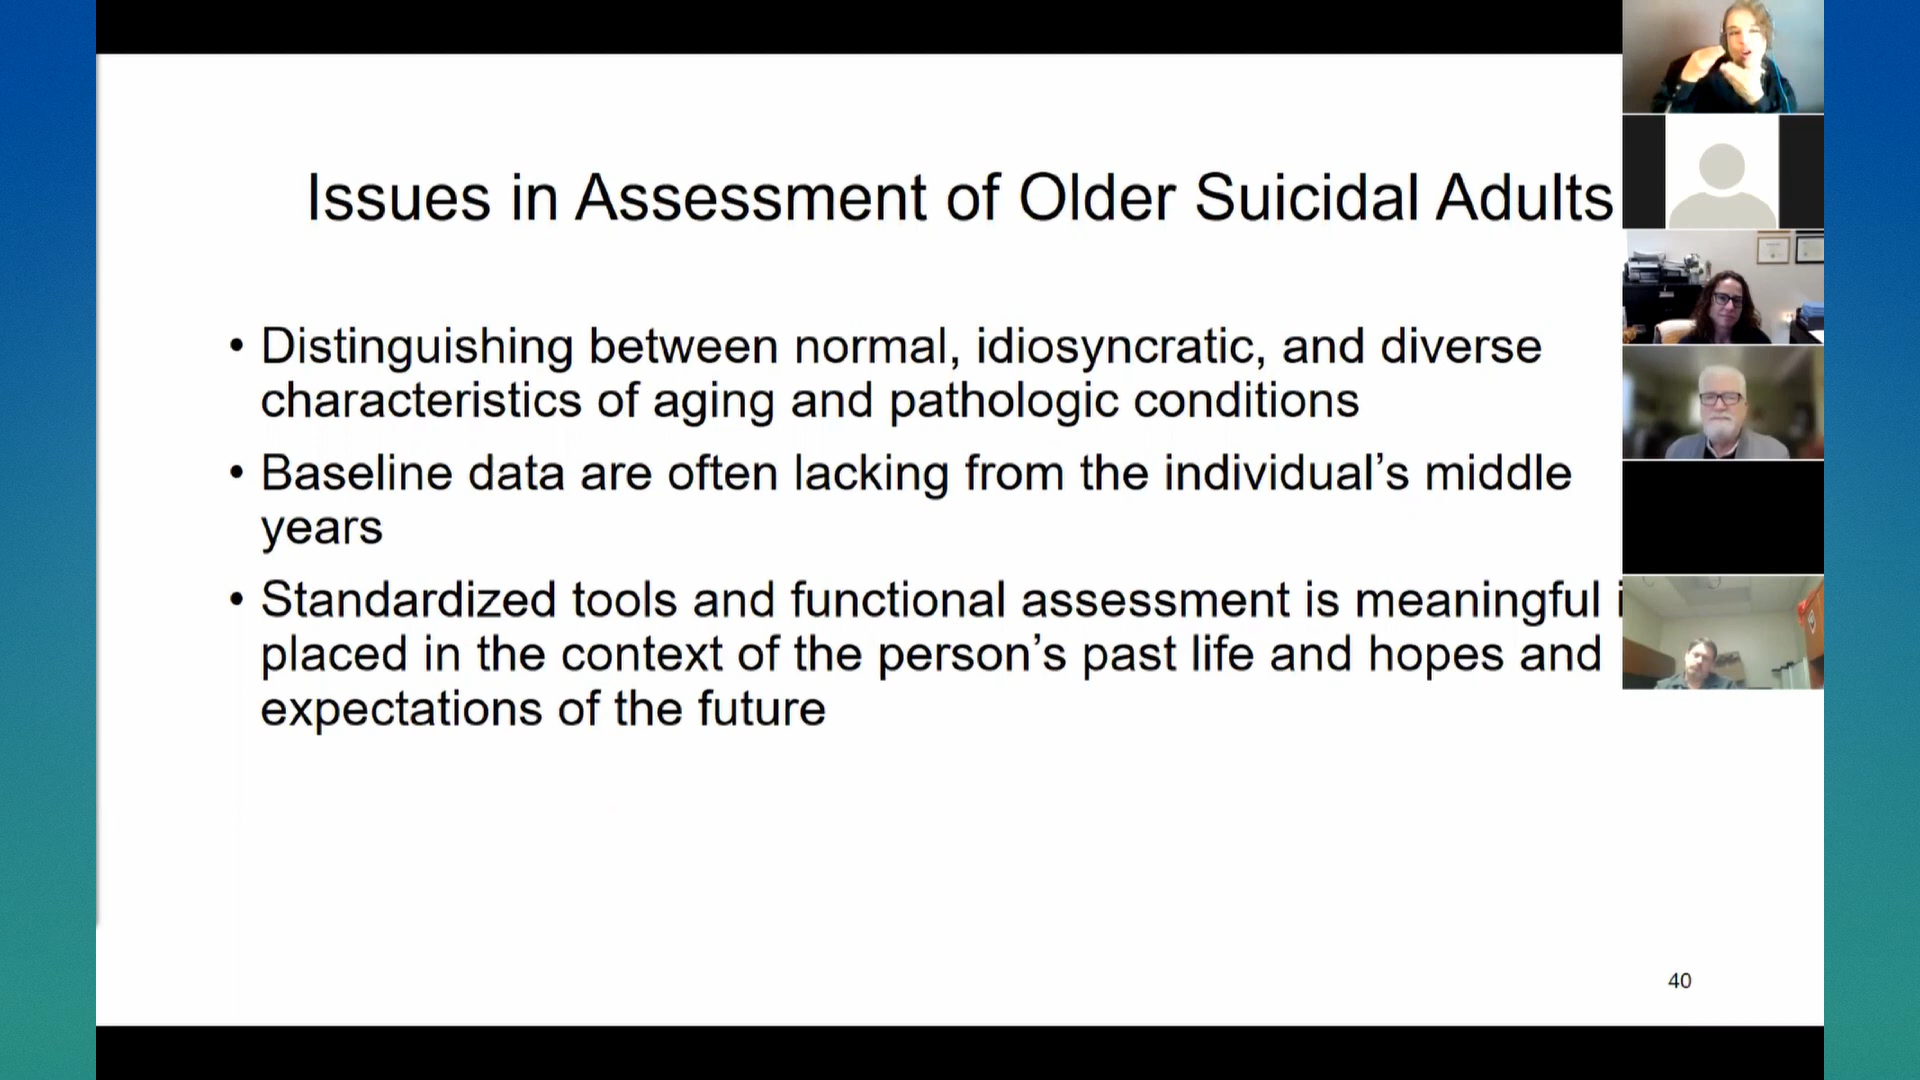 Issues in Assessment of Older Suicidal Adults
• Distinguishing between normal, idiosyncratic, and diverse
characteristics of aging and pathologic conditions
• Baseline data are often lacking from the individual’s middle
years
• Standardized tools and functional assessment is meaningful
placed in the context of the person’s past life and hopes and
expectations of the future
40